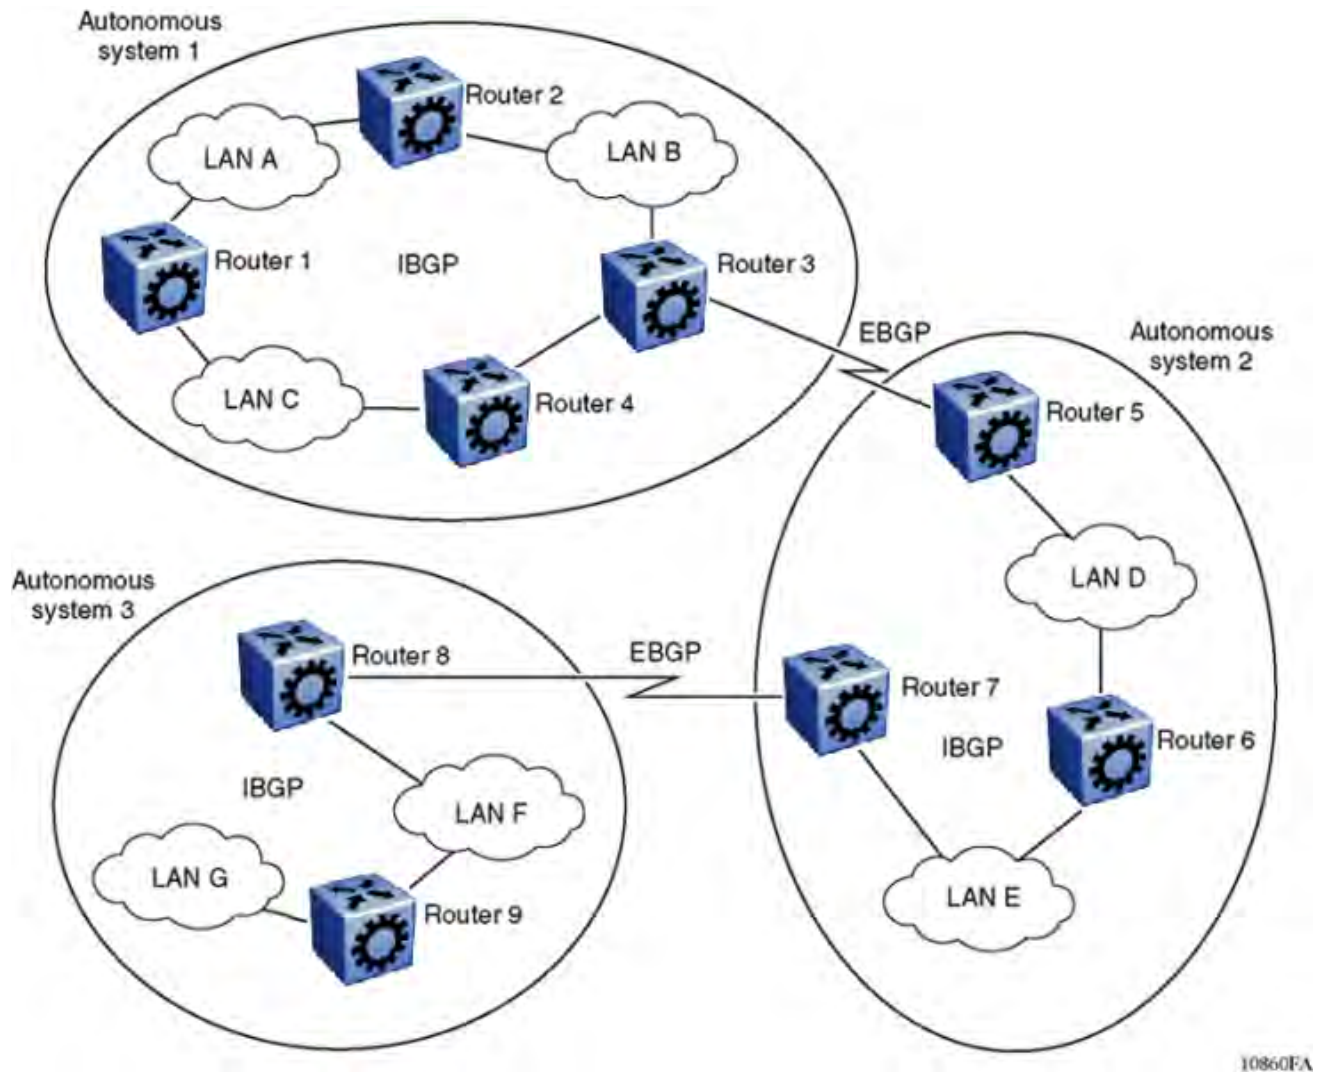 Autonomous
system 1
Router 2
LAN A
LAN B
Router 1
IBGP
Router 3
EBGP
Autonomous
system 2
LAN C
Router 4
Router 5
Autonomous
system 3
LAN D
Router 8
EBGP
Router 7
IBGP
Router 6
IBGP
LAN F
LAN G
LAN E
Router 9
10860FA